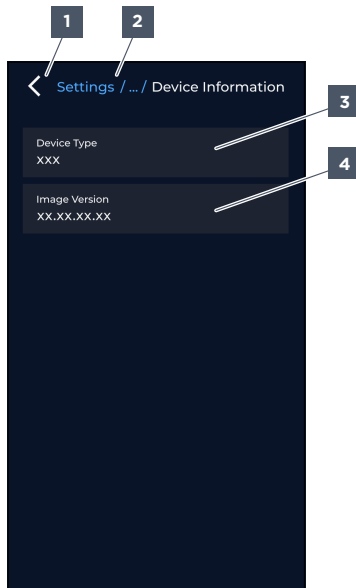 1 2
Settings / ... / Device Information
3
Device Type
xxx
4
Image Version
xx.xx.xx.xx